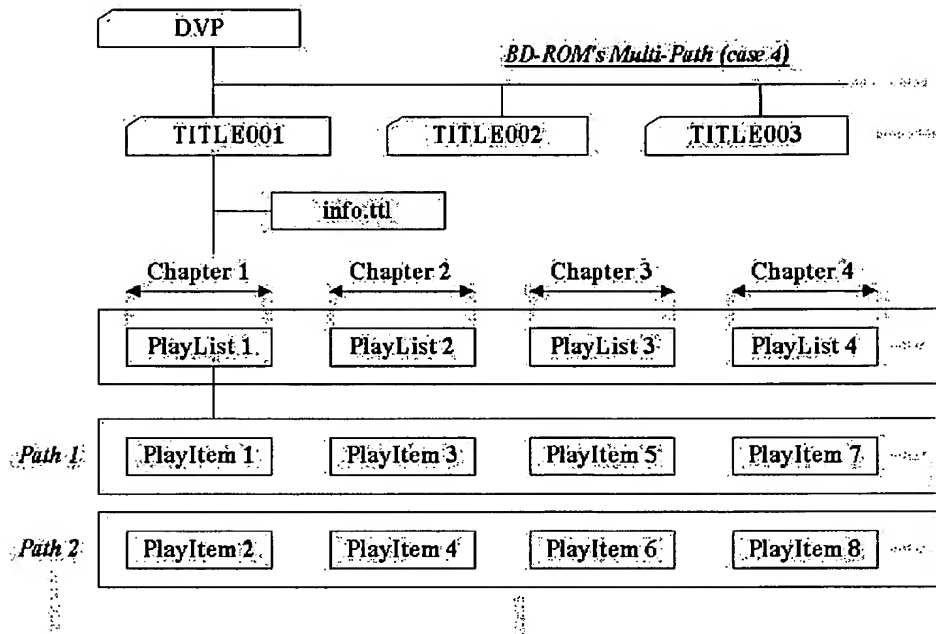 DVP
BD-ROM's Multi-Path (case 4)
TITLE001 TITLE002 TITLE003
info.ttl
Chapter 1 Chapter 2 Chapter 3 Chapter 4
PlayList 1 PlayList 2 PlayList 3 PlayList 4
Path 1 PlayItem 1 PlayItem 3 PlayItem 5 PlayItem 7
Path 2 PlayItem 2 PlayItem 4 PlayItem 6 PlayItem 8